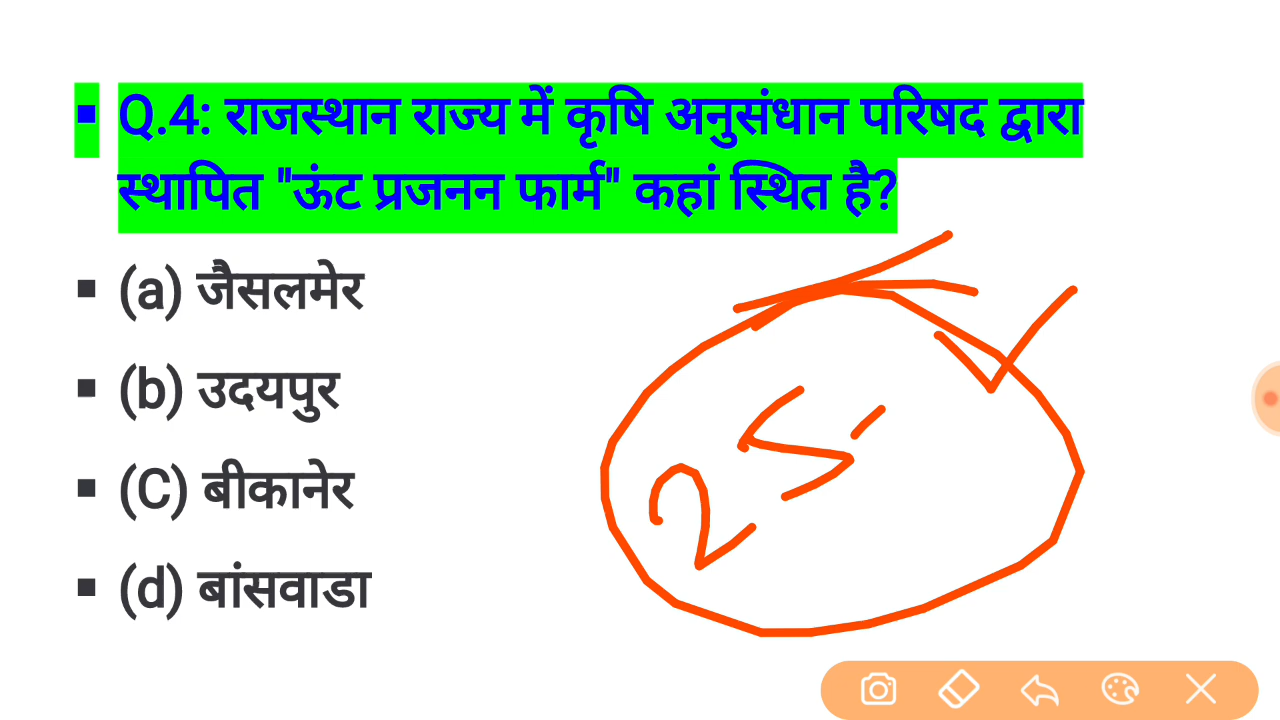 Q.4: राजस्थान राज्य में कृषि अनुसंधान परिषद द्वारा
स्थापित "ऊंट प्रजनन फार्म" कहां स्थित है?
(a) जैसलमेर
(b) उदयपुर
(C) बीकानेर
(d) बांसवाडा
25